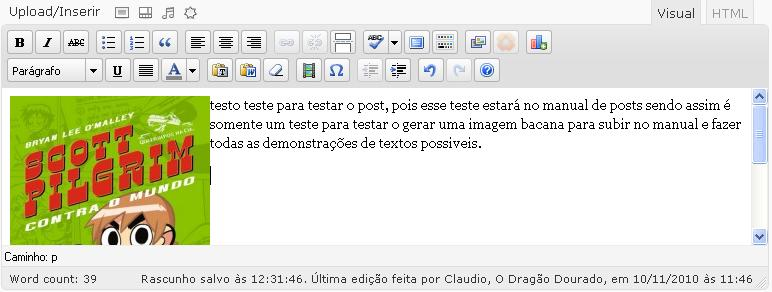 Upload/Inserir
Visual
HTML
B I ABC
ABC
Parágrafo U A
T W Ω
BRYAN LEE O'MALLEY
SCOTT
PILGRIM
CONTRA O MUNDO
testo teste para testar o post, pois esse teste estará no manual de posts sendo assim é
somente um teste para testar o gerar uma imagem bacana para subir no manual e fazer
todas as demonstrações de textos possiveis.
Caminho: p
Word count: 39
Rascunho salvo às 12:31:46. Última edição feita por Claudio, O Dragão Dourado, em 10/11/2010 às 11:46